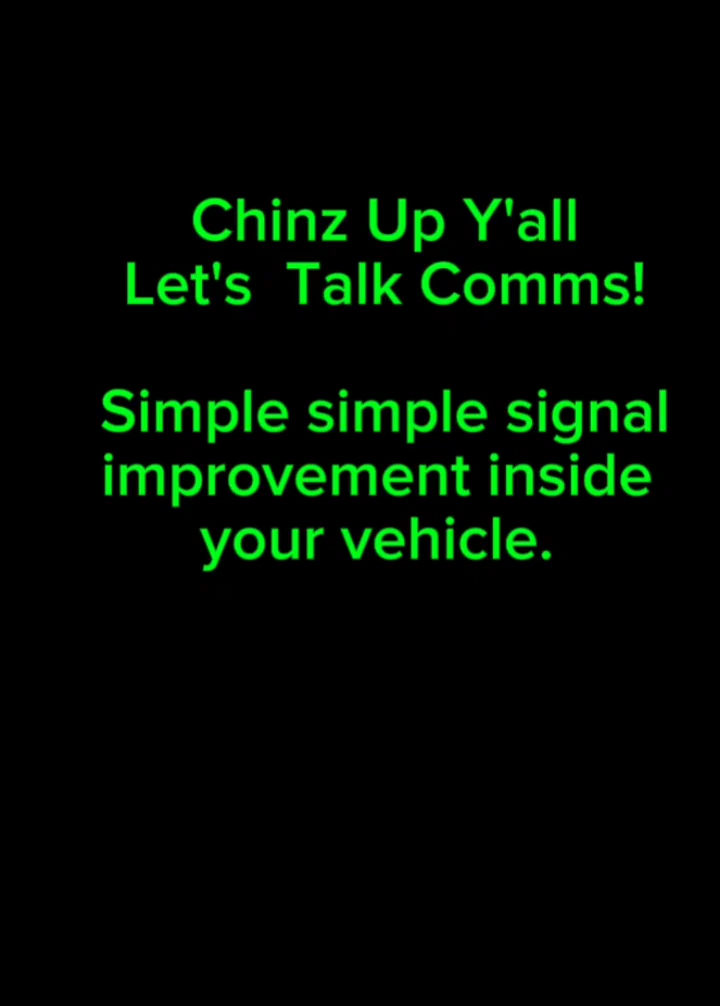 Chinz Up Y'all
Let's  Talk Comms!
Simple simple signal
improvement inside
your vehicle.